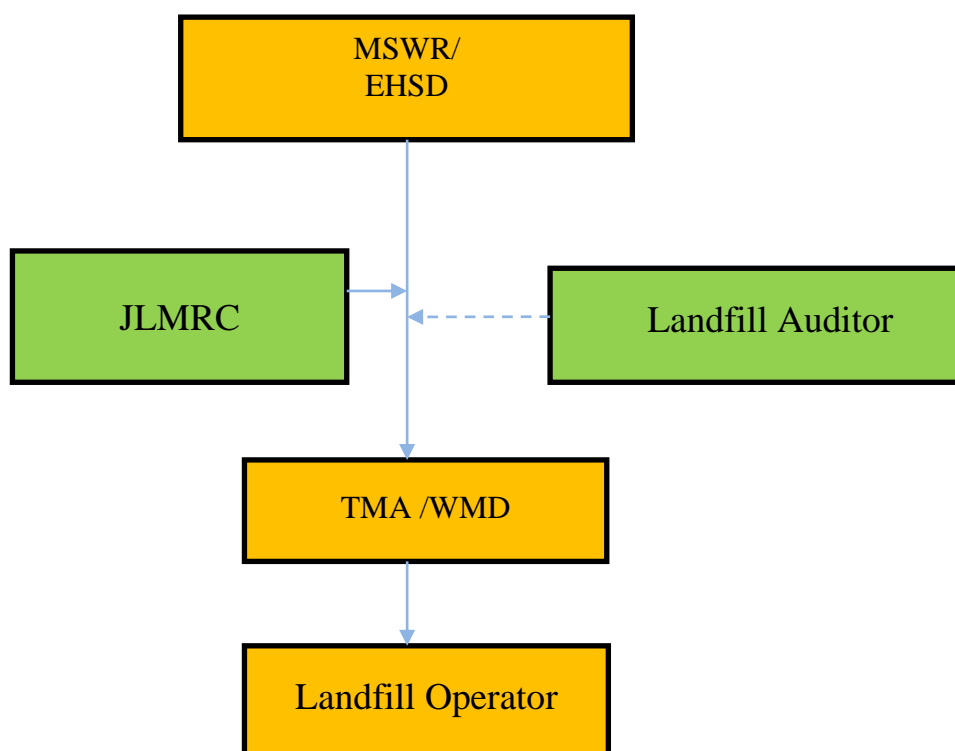 MSWR/
EHSD
JLMRC
Landfill Auditor
TMA /WMD
Landfill Operator